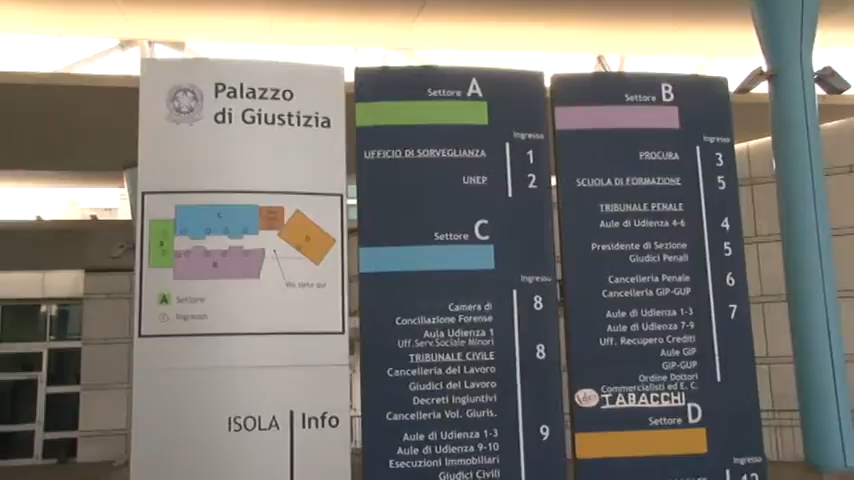 Palazzo
di Giustizia
A
Settore
Ingresso
Voi siete qui
ISOLA
Info
Settore A
Ingresso
UFFICIO DI SORVEGLIANZA 1
UNEP 2
Settore C
Ingresso
Camera di 8
Conciliazione Forense
Aula Udienza 1
Uff. Serv. Sociale Minori
TRIBUNALE CIVILE 8
Cancelleria del Lavoro
Giudici del Lavoro
Decreti Ingiuntivi
Cancelleria Vol. Giuris.
Aule di Udienza 1-3 9
Aule di Udienza 9-10
Esecuzioni Immobiliari
Giudici Civili
Settore B
Ingresso
PROCURA 3
SCUOLA DI FORMAZIONE 5
TRIBUNALE PENALE
Aule di Udienza 4-6 4
Presidente di Sezione 5
Giudici Penali
Cancelleria Penale 6
Cancelleria GIP-GUP
Aule di Udienza 1-3 7
Aule di Udienza 7-9
Uff. Recupero Crediti
Aule GIP
GIP-GUP
Ordine Dottori
Commercialisti ed E. C.
TABACCHI
Settore D
Ingresso